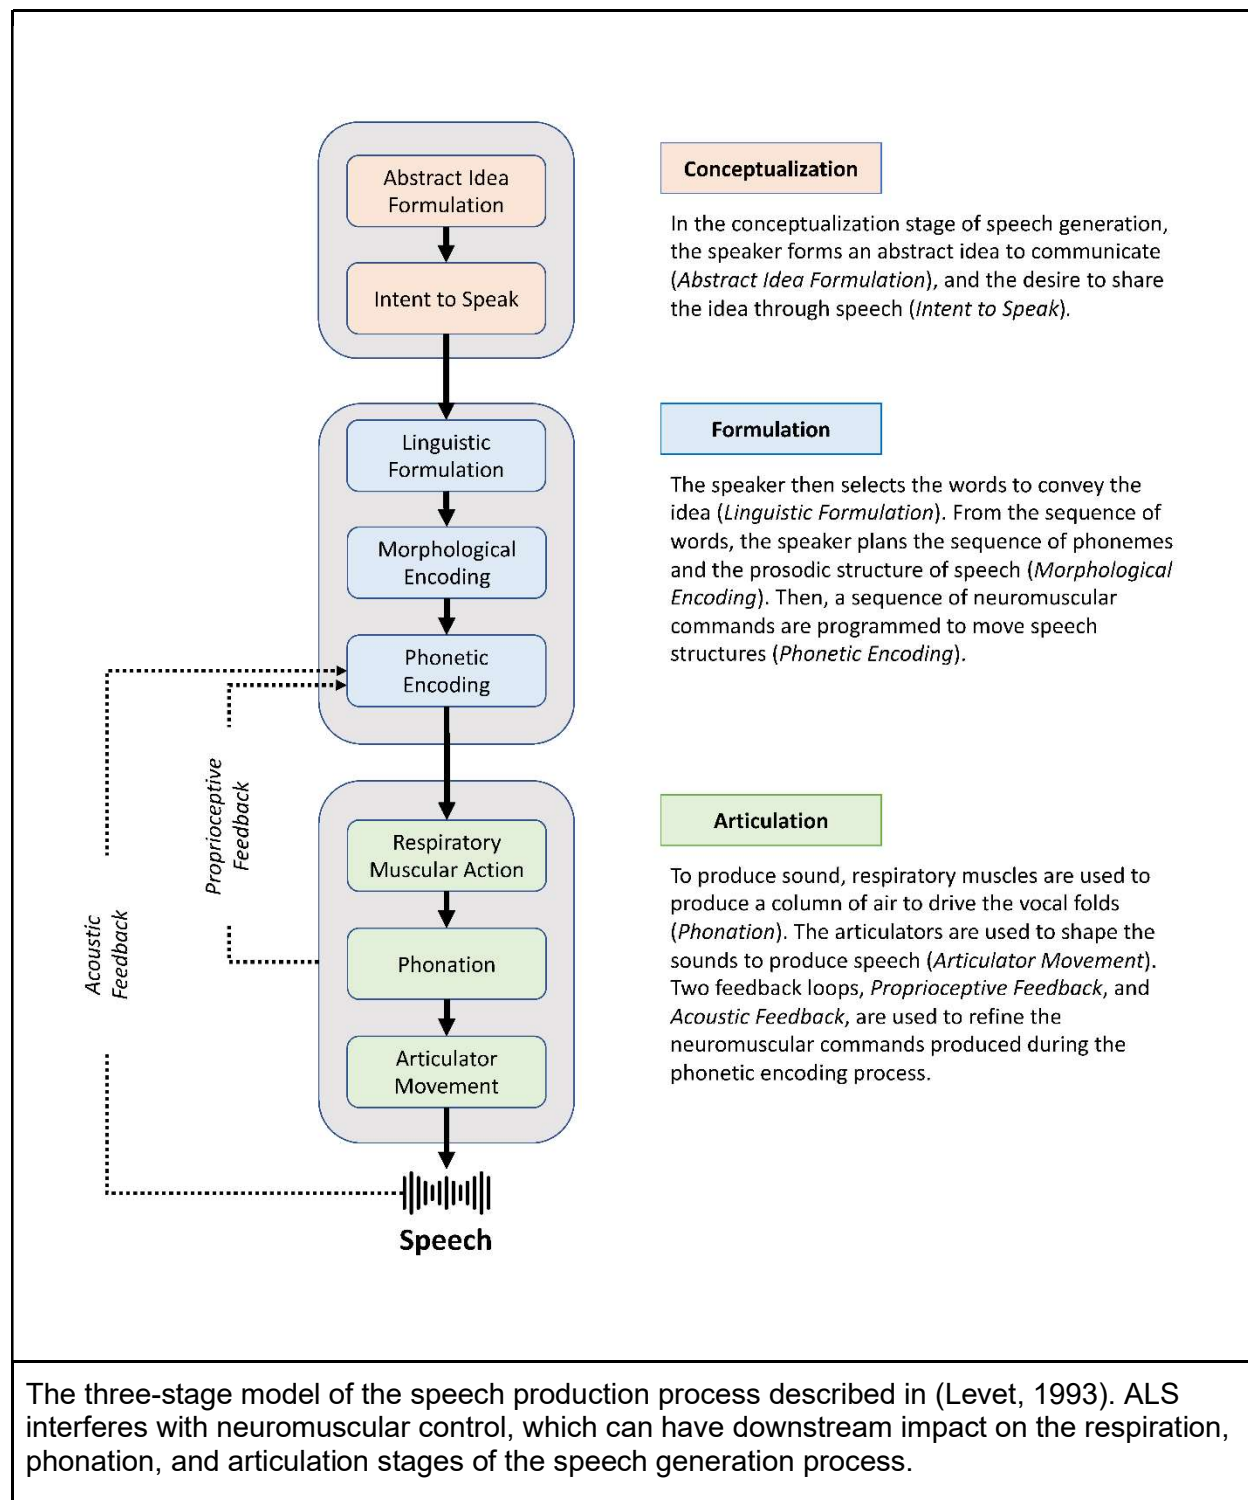 Abstract Idea
Formulation
Intent to Speak
Conceptualization
In the conceptualization stage of speech generation,
the speaker forms an abstract idea to communicate
(Abstract Idea Formulation), and the desire to share
the idea through speech (Intent to Speak).
Linguistic
Formulation
Morphological
Encoding
Phonetic
Encoding
Formulation
The speaker then selects the words to convey the
idea (Linguistic Formulation). From the sequence of
words, the speaker plans the sequence of phonemes
and the prosodic structure of speech (Morphological
Encoding). Then, a sequence of neuromuscular
commands are programmed to move speech
structures (Phonetic Encoding).
Acoustic
Feedback
Proprioceptive
Feedback
Respiratory
Muscular Action
Phonation
Articulator
Movement
Articulation
To produce sound, respiratory muscles are used to
produce a column of air to drive the vocal folds
(Phonation). The articulators are used to shape the
sounds to produce speech (Articulator Movement).
Two feedback loops, Proprioceptive Feedback, and
Acoustic Feedback, are used to refine the
neuromuscular commands produced during the
phonetic encoding process.
Speech
The three-stage model of the speech production process described in (Levet, 1993). ALS
interferes with neuromuscular control, which can have downstream impact on the respiration,
phonation, and articulation stages of the speech generation process.